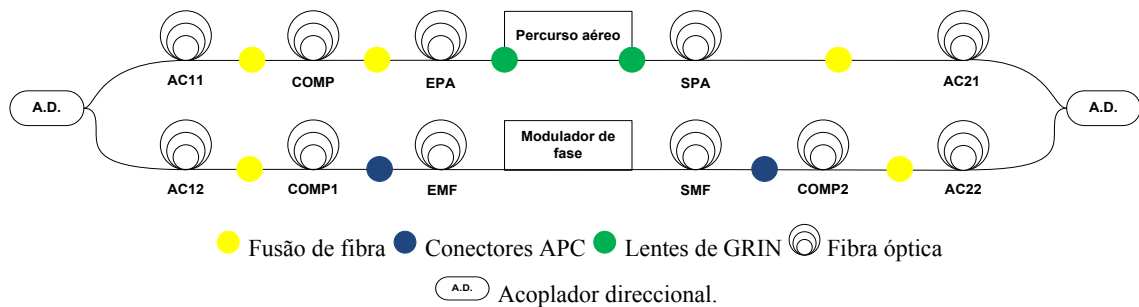 Percurso aéreo
AC11 COMP EPA SPA AC21
A.D. A.D.
Modulador de
fase
AC12 COMP1 EMF SMF COMP2 AC22
Fusão de fibra Conectores APC Lentes de GRIN Fibra óptica
A.D. Acoplador direccional.